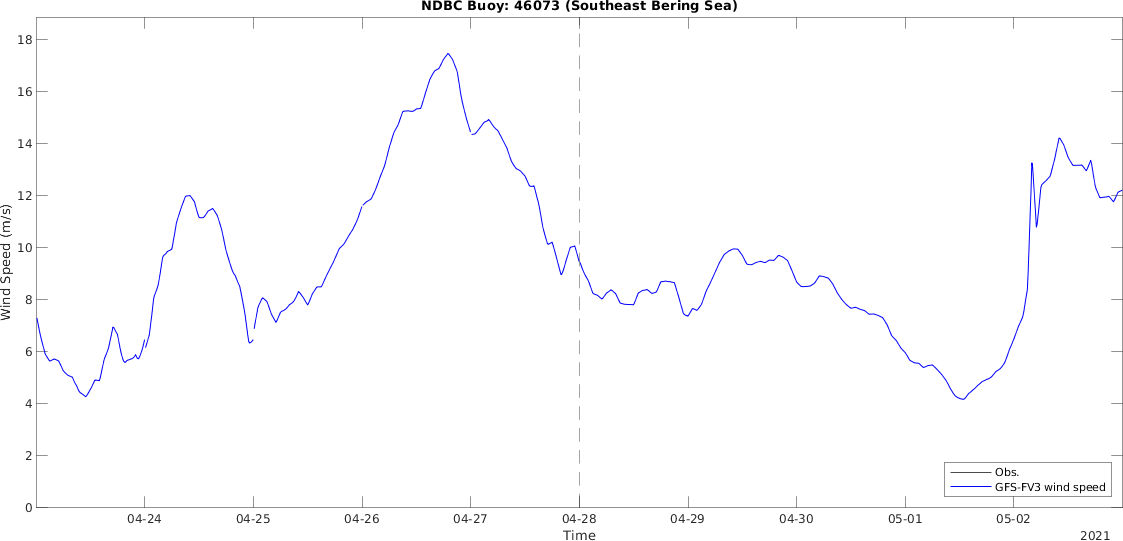 NDBC Buoy: 46073 (Southeast Bering Sea)
Wind Speed (m/s)
18
16
14
12
10
8
6
4
2
0
Obs.
GFS-FV3 wind speed
04-24 04-25 04-26 04-27 04-28 04-29 04-30 05-01 05-02
Time
2021